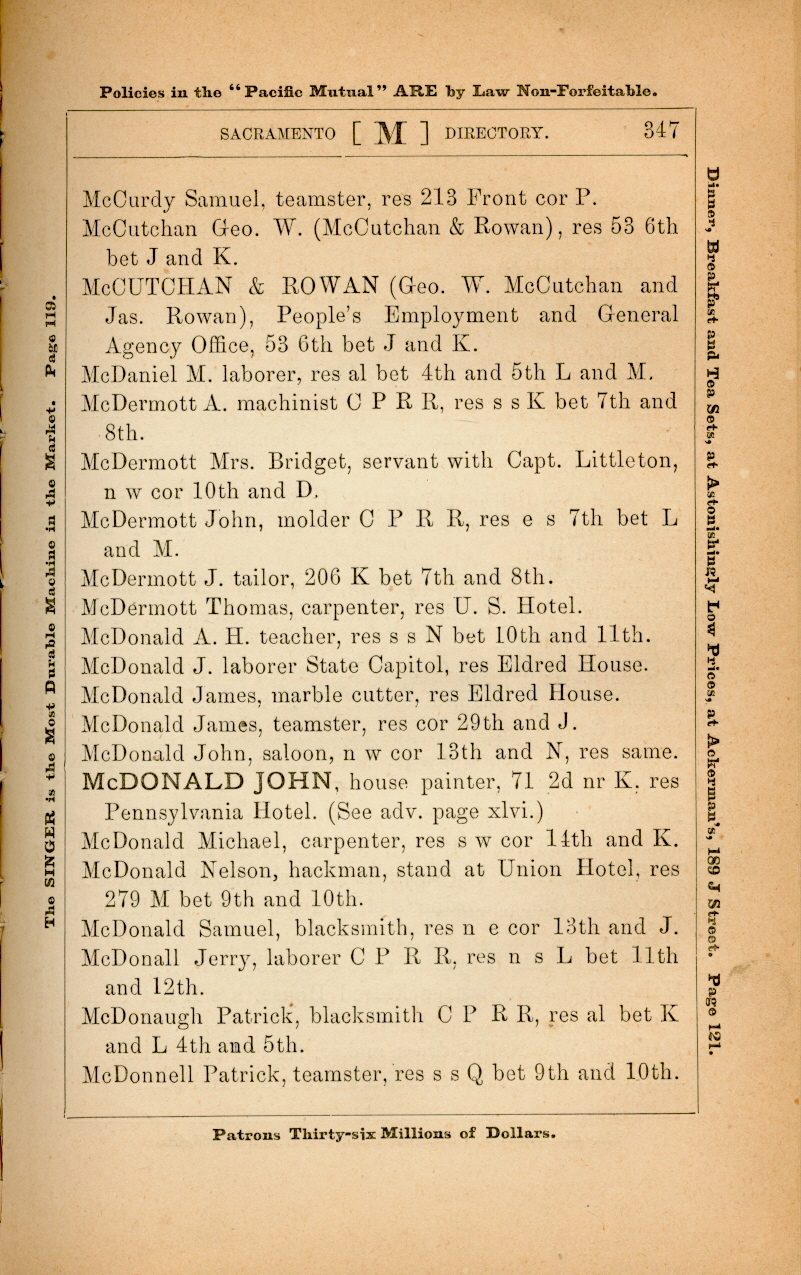 Policies in the “Pacific Mutual” ARE by Law Non-Forfeitable.
SACRAMENTO [ M ] DIRECTORY. 347
McCurdy Samuel, teamster, res 213 Front cor P.
McCutchan Geo. W. (McCutchan & Rowan), res 53 6th
bet J and K.
McCUTCHAN & ROWAN (Geo. W. McCutchan and
Jas. Rowan), People's Employment and General
Agency Office, 53 6th bet J and K.
McDaniel M. laborer, res al bet 4th and 5th L and M.
McDermott A. machinist C P R R, res s s K bet 7th and
8th.
McDermott Mrs. Bridget, servant with Capt. Littleton,
n w cor 10th and D.
McDermott John, molder C P R R, res e s 7th bet L
and M.
McDermott J. tailor, 206 K bet 7th and 8th.
McDermott Thomas, carpenter, res U. S. Hotel.
McDonald A. H. teacher, res s s N bet 10th and 11th.
McDonald J. laborer State Capitol, res Eldred House.
McDonald James, marble cutter, res Eldred House.
McDonald James, teamster, res cor 29th and J.
McDonald John, saloon, n w cor 13th and N, res same.
McDONALD JOHN, house painter, 71 2d nr K, res
Pennsylvania Hotel. (See adv. page xlvi.)
McDonald Michael, carpenter, res s w cor 14th and K.
McDonald Nelson, hackman, stand at Union Hotel, res
279 M bet 9th and 10th.
McDonald Samuel, blacksmith, res n e cor 13th and J.
McDonall Jerry, laborer C P R R, res n s L bet 11th
and 12th.
McDonaugh Patrick, blacksmith C P R R, res al bet K
and L 4th and 5th.
McDonnell Patrick, teamster, res s s Q bet 9th and 10th.
Patrons Thirty-six Millions of Dollars.
The SINGER is the Most Durable Machine in the Market. Page 119.
Dinner, Breakfast and Tea Sets, at Astonishingly Low Prices, at Ackerman's, 189 J Street. Page 121.